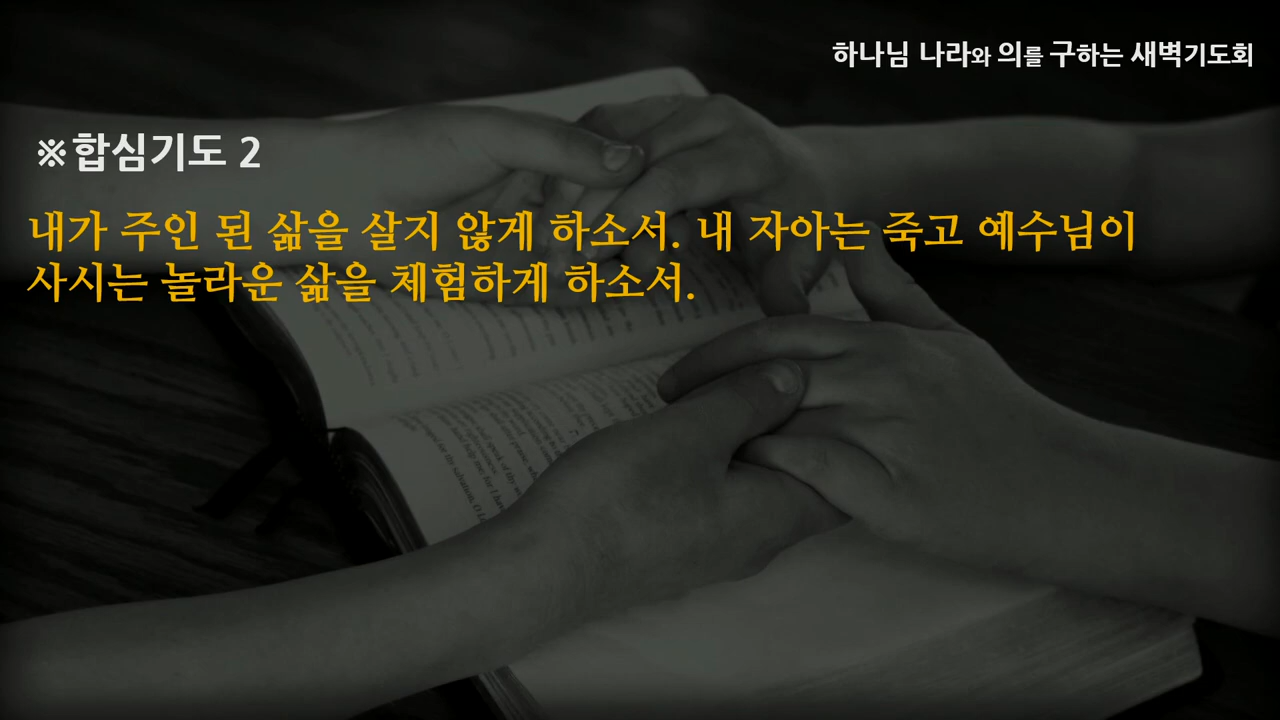 하나님 나라와 의를 구하는 새벽기도회
※합심기도 2
내가 주인 된 삶을 살지 않게 하소서. 내 자아는 죽고 예수님이
사시는 놀라운 삶을 체험하게 하소서.